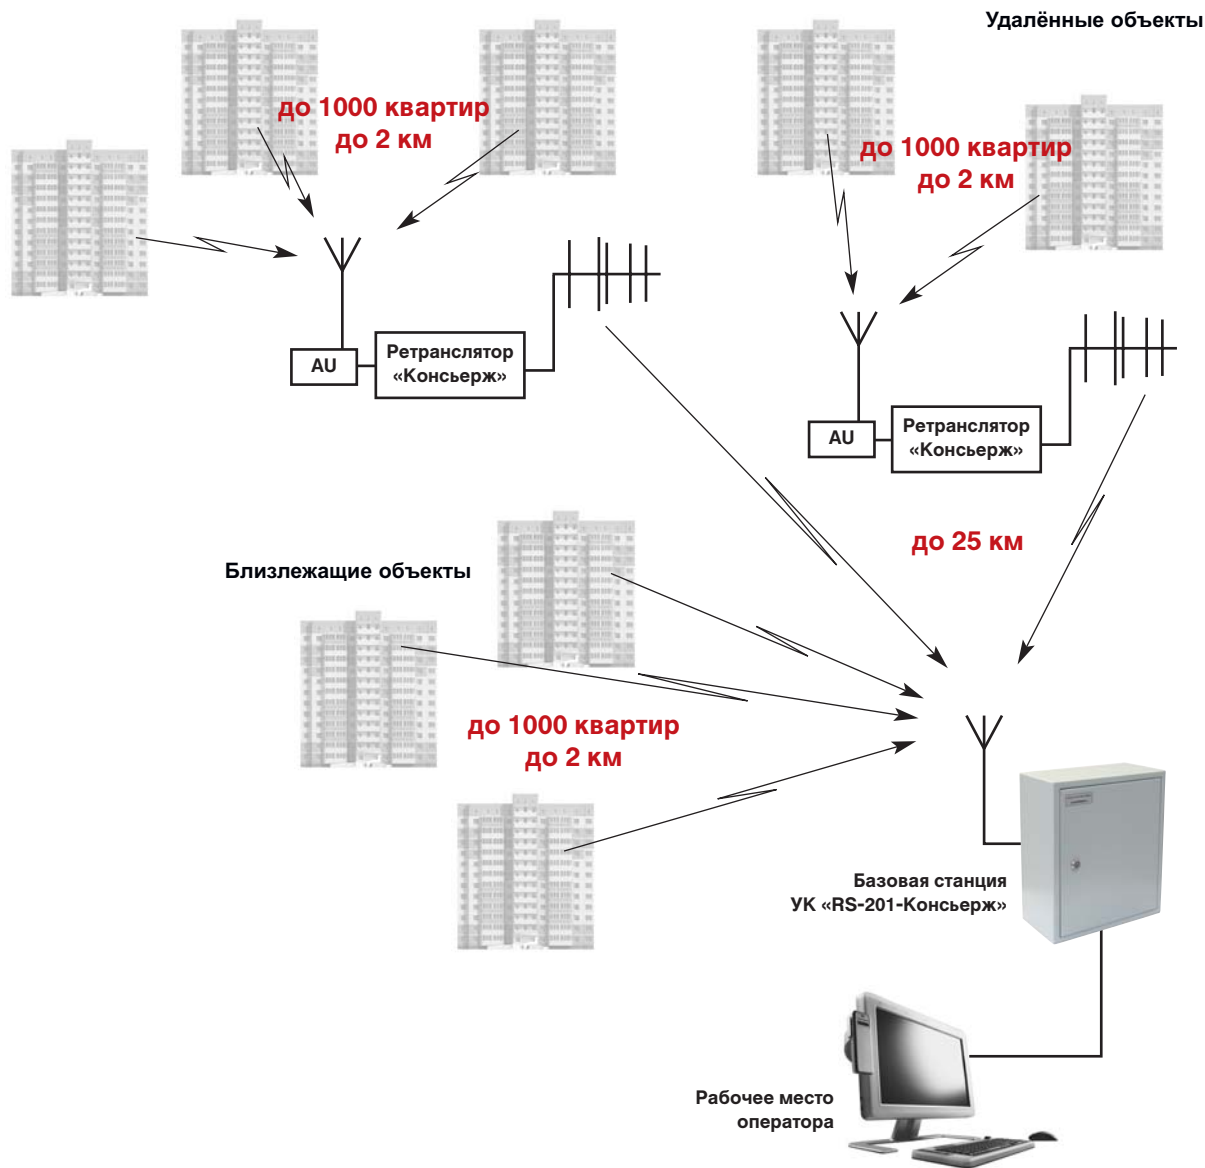 Удалённые объекты
до 1000 квартир
до 2 км
до 1000 квартир
до 2 км
AU
Ретранслятор
«Консьерж»
AU
Ретранслятор
«Консьерж»
до 25 км
Близлежащие объекты
до 1000 квартир
до 2 км
Базовая станция
УК «RS-201-Консьерж»
Рабочее место
оператора